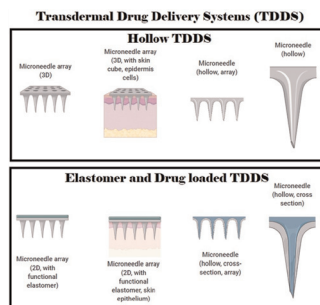 Transdermal Drug Delivery Systems (TDDS)
Hollow TDDS
Microneedle array
(3D)
Microneedle array
(3D, with skin
cube, epidermis
cells)
Microneedle
(hollow, array)
Microneedle
(hollow)
Elastomer and Drug loaded TDDS
Microneedle array
(2D, with
functional
elastomer)
Microneedle array
(2D, with
functional
elastomer, skin
epithelium)
Microneedle
(hollow, cross-
section, array)
Microneedle
(hollow, cross
section)